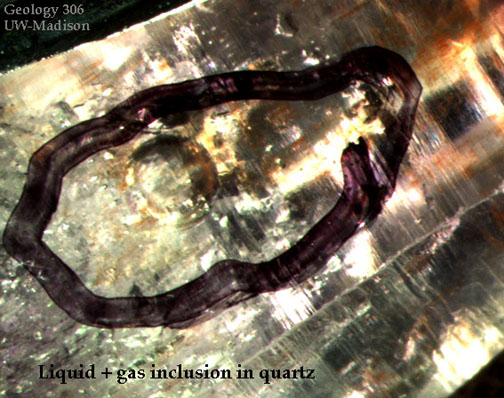 Geology 306
UW-Madison
Liquid + gas inclusion in quartz